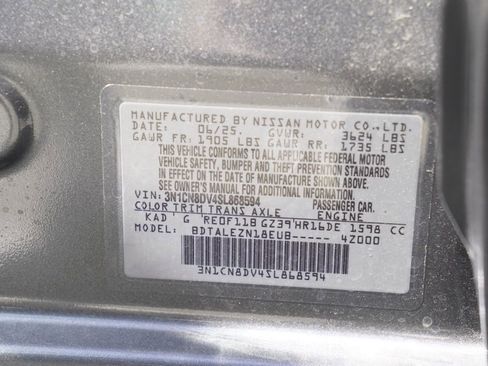 MANUFACTURED BY NISSAN MOTOR CO.,LTD.
DATE: 06/25. GVWR: 3624 LBS
GAWR FR: 1905 LBS GAWR RR: 1735 LBS
THIS VEHICLE CONFORMS TO ALL APPLICABLE FEDERAL MOTOR
VEHICLE SAFETY, BUMPER AND THEFT PREVENTION STANDARDS
IN EFFECT ON THE DATE OF MANUFACTURE SHOWN ABOVE.
SEE OWNER'S MANUAL FOR ADDITIONAL INFORMATION
VIN: 3N1CN8DV4SL868594 PASSENGER CAR.
COLOR TRIM TRANS AXLE ENGINE
KAD G RE0F11B GZ39 HR16DE 1598 CC
BDTALEZN18EUB----- 4Z000
3N1CN8DV4SL868594